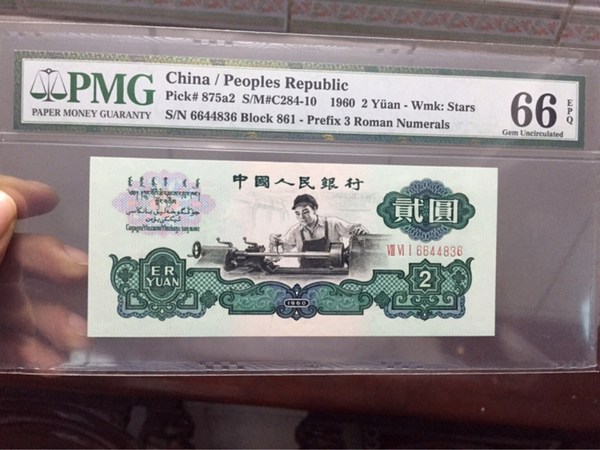 PMG
PAPER MONEY GUARANTY
China / Peoples Republic
Pick# 875a2 S/M#C284-10 1960 2 Yüan - Wmk: Stars
S/N 6644836 Block 861 - Prefix 3 Roman Numerals
66 EPQ
Gem Uncirculated
中國人民銀行
貳圓
VIII VI I 6644836
ER
YUAN
1960
2